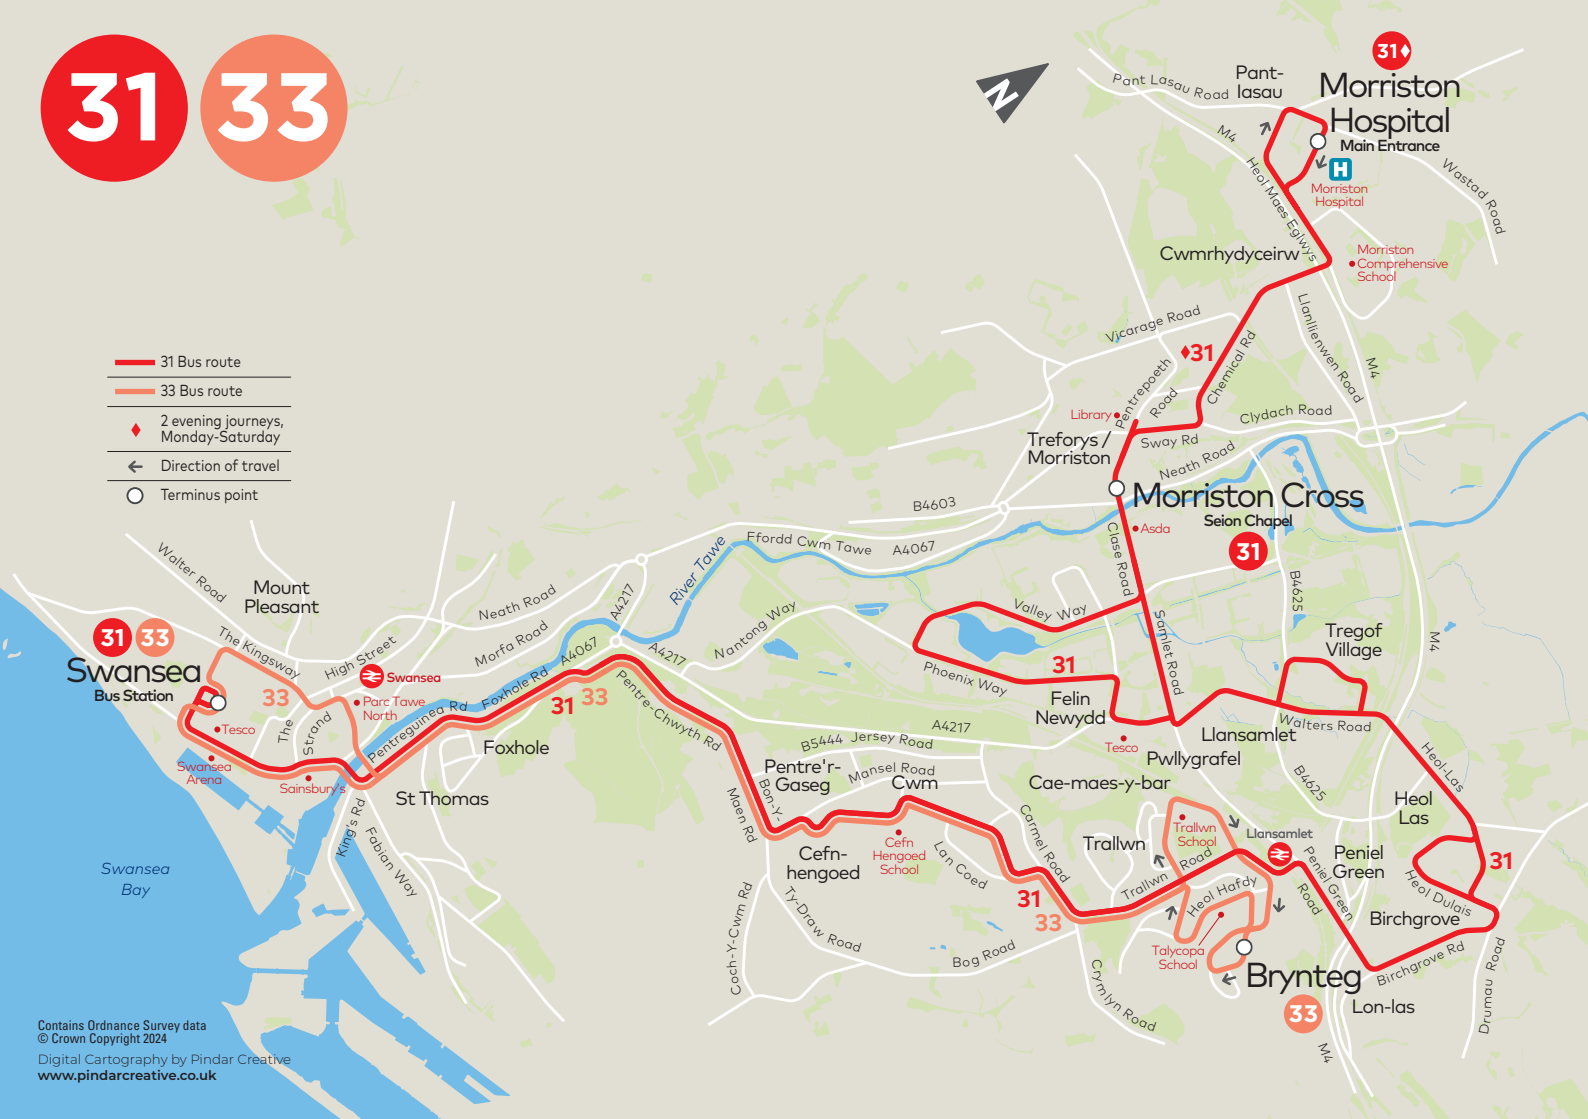 31
33
31 Bus route
33 Bus route
2 evening journeys,
Monday-Saturday
Direction of travel
Terminus point
N
31
Morriston
Hospital
Main Entrance
H
Morriston
Hospital
Pant-
lasau
Pant Lasau Road
M4
Heol Maes Eglwys
Wastad Road
Cwmrhydyceirw
Morriston
Comprehensive
School
Llanllienwen Road
M4
Vicarage Road
31
Chemical Rd
Pentrepoeth
Road
Library
Clydach Road
Treforys /
Morriston
Sway Rd
Neath Road
Morriston Cross
Seion Chapel
31
Asda
B4603
Ffordd Cwm Tawe
A4067
Clase Road
B4625
Valley Way
Samlet Road
Tregof
Village
M4
Phoenix Way
31
Felin
Newydd
Llansamlet
Walters Road
Tesco
Pwllygrafel
Heol-Las
B4625
Heol
Las
Walter Road
Mount
Pleasant
31
33
Swansea
Bus Station
The Kingsway
High Street
33
Swansea
Parc Tawe
North
Tesco
The
Strand
Swansea
Arena
Sainsbury's
Neath Road
Morfa Road
A4217
River Tawe
A4067
Foxhole Rd
Pentreguinea Rd
31
33
A4217
Nantong Way
Foxhole
St Thomas
King's Rd
Fabian Way
Pentre-Chwyth Rd
A4217
B5444
Jersey Road
Pentre'r-
Gaseg
Mansel Road
Cwm
Bon-Y-
Maen Rd
Cefn-
hengoed
Cefn
Hengoed
School
Lan Coed
Carmel Road
Cae-maes-y-bar
Trallwn
Trallwn
School
Llansamlet
Trallwn Road
Heol Hafdy
Peniel Green
Road
Peniel
Green
31
Heol Dulais
Birchgrove
31
33
Coch-Y-Cwm Rd
Ty-Draw Road
Bog Road
Crymlyn Road
Talycopa
School
Brynteg
33
Birchgrove Rd
Lon-las
Drumau Road
M4
Swansea
Bay
Contains Ordnance Survey data
© Crown Copyright 2024
Digital Cartography by Pindar Creative
www.pindarcreative.co.uk